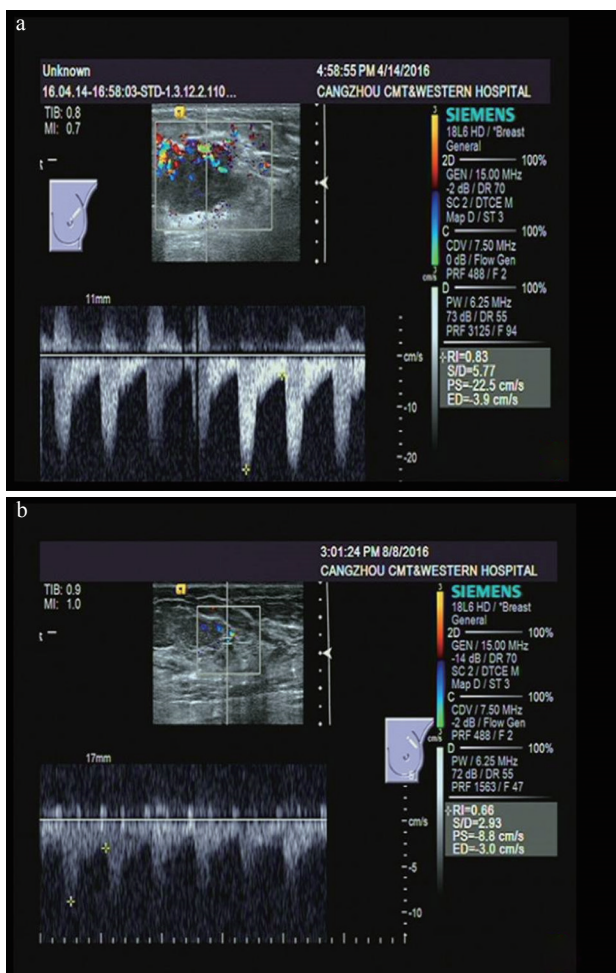 a
Unknown
4:58:55 PM 4/14/2016
16.04.14-16:58:03-STD-1.3.12.2.110...
CANGZHOU CMT&WESTERN HOSPITAL
TIB: 0.8
MI: 0.7
3
SIEMENS
18L6 HD / *Breast
General
2D 100%
GEN / 15.00 MHz
-2 dB / DR 70
SC 2 / DTCE M
Map D / ST 3
C 100%
CDV / 7.50 MHz
0 dB / Flow Gen
PRF 488 / F 2
3
cm/s
D 100%
PW / 6.25 MHz
73 dB / DR 55
PRF 3125 / F 94
RI=0.83
S/D=5.77
PS=-22.5 cm/s
ED=-3.9 cm/s
11mm
cm/s
-10
-20
b
3:01:24 PM 8/8/2016
CANGZHOU CMT&WESTERN HOSPITAL
TIB: 0.9
MI: 1.0
3
SIEMENS
18L6 HD / *Breast
General
2D 100%
GEN / 15.00 MHz
-14 dB / DR 70
SC 2 / DTCE M
Map D / ST 3
C 100%
CDV / 7.50 MHz
-2 dB / Flow Gen
PRF 488 / F 2
3
cm/s
D 100%
PW / 6.25 MHz
72 dB / DR 55
PRF 1563 / F 47
RI=0.66
S/D=2.93
PS=-8.8 cm/s
ED=-3.0 cm/s
17mm
cm/s
-5
-10